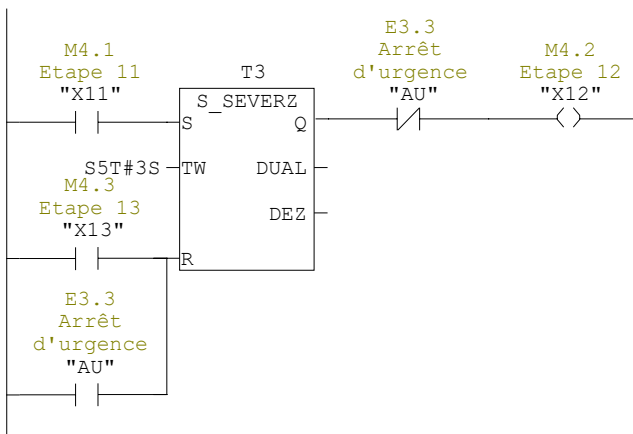 E3.3
Arrêt
d'urgence
"AU"
M4.1
Etape 11
"X11"
M4.2
Etape 12
"X12"
T3
S_SEVERZ
S
Q
S5T#3S
TW
DUAL
DEZ
M4.3
Etape 13
"X13"
R
E3.3
Arrêt
d'urgence
"AU"